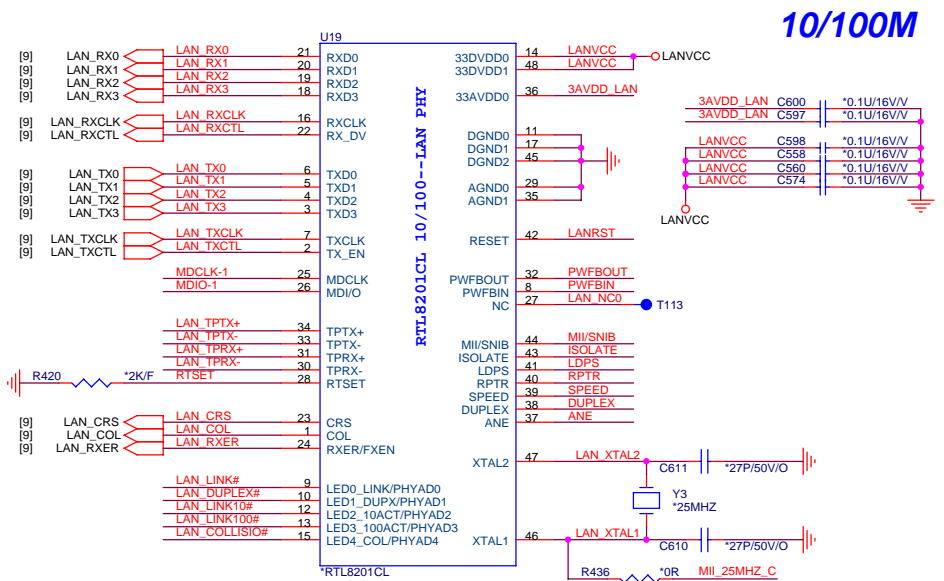 10/100M
U19
RTL8201CL 10/100--LAN PHY
[9] LAN_RX0 LAN_RX0 21 RXD0
[9] LAN_RX1 LAN_RX1 20 RXD1
[9] LAN_RX2 LAN_RX2 19 RXD2
[9] LAN_RX3 LAN_RX3 18 RXD3
[9] LAN_RXCLK LAN_RXCLK 16 RXCLK
[9] LAN_RXCTL LAN_RXCTL 22 RX_DV
[9] LAN_TX0 LAN_TX0 6 TXD0
[9] LAN_TX1 LAN_TX1 5 TXD1
[9] LAN_TX2 LAN_TX2 4 TXD2
[9] LAN_TX3 LAN_TX3 3 TXD3
[9] LAN_TXCLK LAN_TXCLK 7 TXCLK
[9] LAN_TXCTL LAN_TXCTL 2 TX_EN
MDCLK-1 25 MDCLK
MDIO-1 26 MDI/O
LAN_TPTX+ 34 TPTX+
LAN_TPTX- 33 TPTX-
LAN_TPRX+ 31 TPRX+
LAN_TPRX- 30 TPRX-
R420 *2K/F RTSET 28 RTSET
[9] LAN_CRS LAN_CRS 23 CRS
[9] LAN_COL LAN_COL 1 COL
[9] LAN_RXER LAN_RXER 24 RXER/FXEN
LAN_LINK# 9 LED0_LINK/PHYAD0
LAN_DUPLEX# 10 LED1_DUPX/PHYAD1
LAN_LINK10# 12 LED2_10ACT/PHYAD2
LAN_LINK100# 13 LED3_100ACT/PHYAD3
LAN_COLLISIO# 15 LED4_COL/PHYAD4
*RTL8201CL
33DVDD0 14 LANVCC LANVCC
33DVDD1 48 LANVCC
33AVDD0 36 3AVDD_LAN
DGND0 11
DGND1 17
DGND2 45
AGND0 29
AGND1 35
RESET 42 LANRST
PWFBOUT 32 PWFBOUT
PWFBIN 8 PWFBIN
NC 27 LAN_NC0 T113
MII/SNIB 44 MII/SNIB
ISOLATE 43 ISOLATE
LDPS 41 LDPS
RPTR 40 RPTR
SPEED 39 SPEED
DUPLEX 38 DUPLEX
ANE 37 ANE
XTAL2 47 LAN_XTAL2 C611 *27P/50V/O
Y3
*25MHZ
XTAL1 46 LAN_XTAL1 C610 *27P/50V/O
R436 *0R MII_25MHZ_C
3AVDD_LAN C600 *0.1U/16V/V
3AVDD_LAN C597 *0.1U/16V/V
LANVCC C598 *0.1U/16V/V
LANVCC C558 *0.1U/16V/V
LANVCC C560 *0.1U/16V/V
LANVCC C574 *0.1U/16V/V
LANVCC